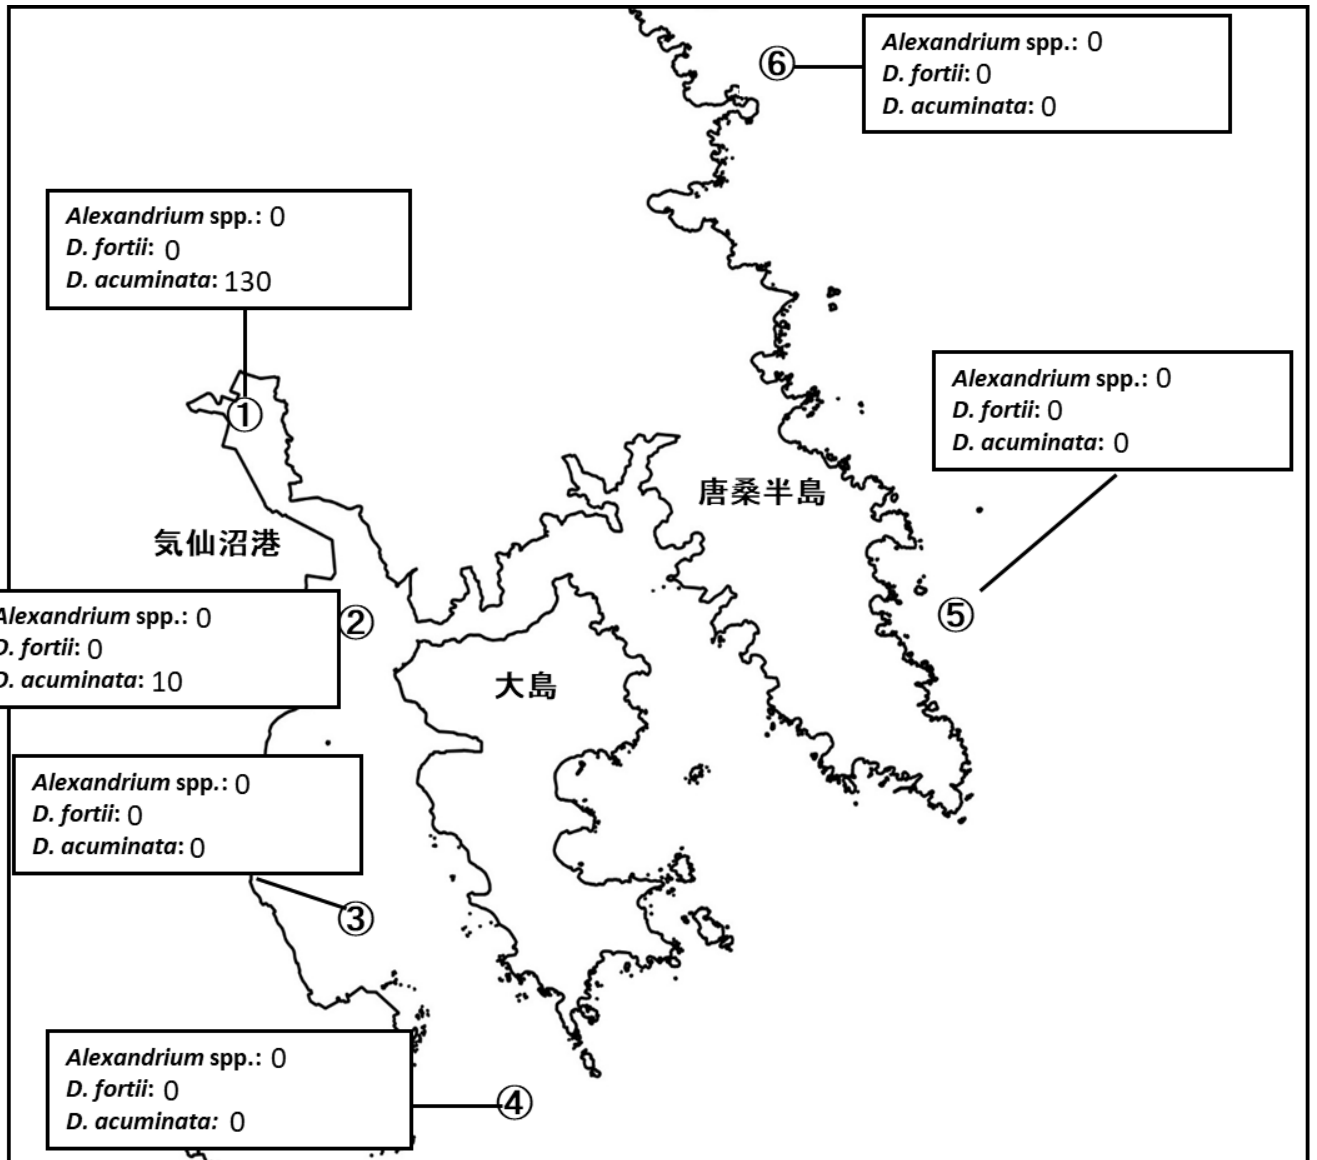 ⑥
Alexandrium spp.: 0
D. fortii: 0
D. acuminata: 0
Alexandrium spp.: 0
D. fortii: 0
D. acuminata: 130
①
Alexandrium spp.: 0
D. fortii: 0
D. acuminata: 0
唐桑半島
気仙沼港
Alexandrium spp.: 0
D. fortii: 0
D. acuminata: 10
②
⑤
大島
Alexandrium spp.: 0
D. fortii: 0
D. acuminata: 0
③
Alexandrium spp.: 0
D. fortii: 0
D. acuminata: 0
④